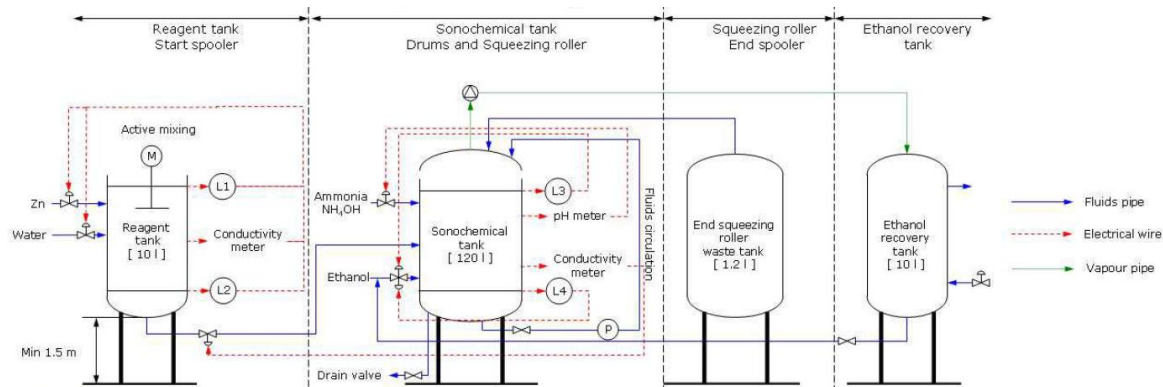 Reagent tank
Start spooler
Sonochemical tank
Drums and Squeezing roller
Squeezing roller
End spooler
Ethanol recovery
tank
Active mixing
M
L1
Zn
Water
Reagent
tank
[ 10 l ]
Conductivity
meter
L2
Min 1.5 m
Ammonia
NH₄OH
L3
pH meter
Sonochemical
tank
[ 120 l ]
Conductivity
meter
Ethanol
L4
Fluids circulation
P
Drain valve
End squeezing
roller
waste tank
[ 1.2 l ]
Ethanol
recovery
tank
[ 10 l ]
Fluids pipe
Electrical wire
Vapour pipe